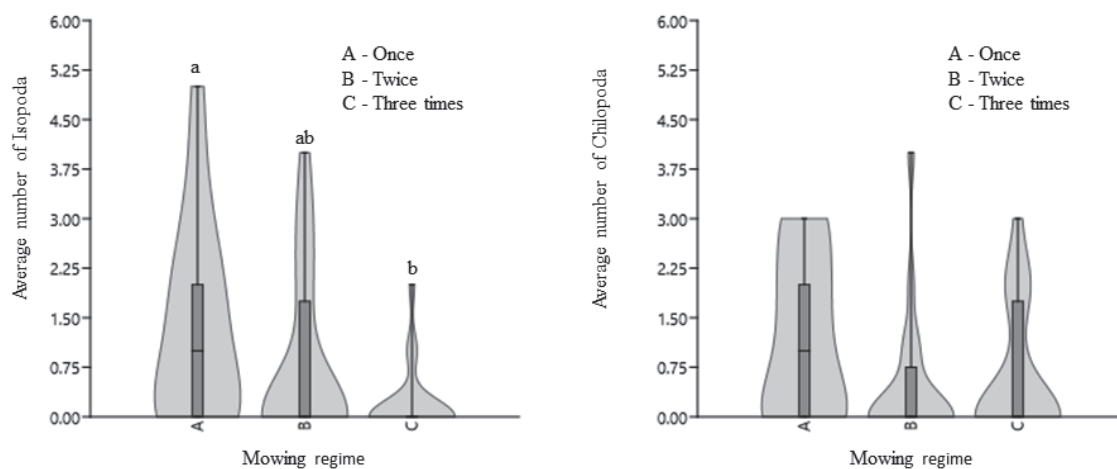 Average number of Isopoda
6.00
5.25
4.50
3.75
3.00
2.25
1.50
0.75
0.00
a
ab
b
A - Once
B - Twice
C - Three times
A
B
C
Mowing regime
Average number of Chilopoda
6.00
5.25
4.50
3.75
3.00
2.25
1.50
0.75
0.00
A - Once
B - Twice
C - Three times
A
B
C
Mowing regime